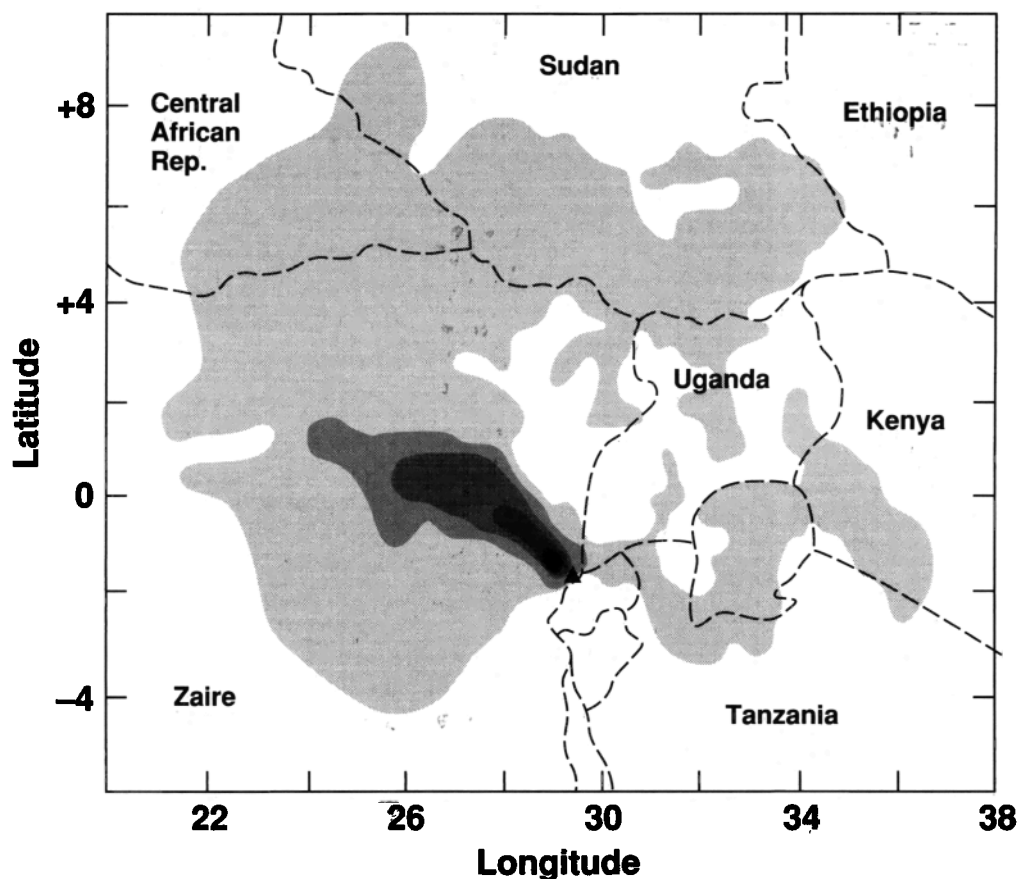 Sudan
Central
African
Rep.
Ethiopia
+8
+4
Uganda
Kenya
Latitude
0
Zaire
–4
Tanzania
22
26
30
34
38
Longitude